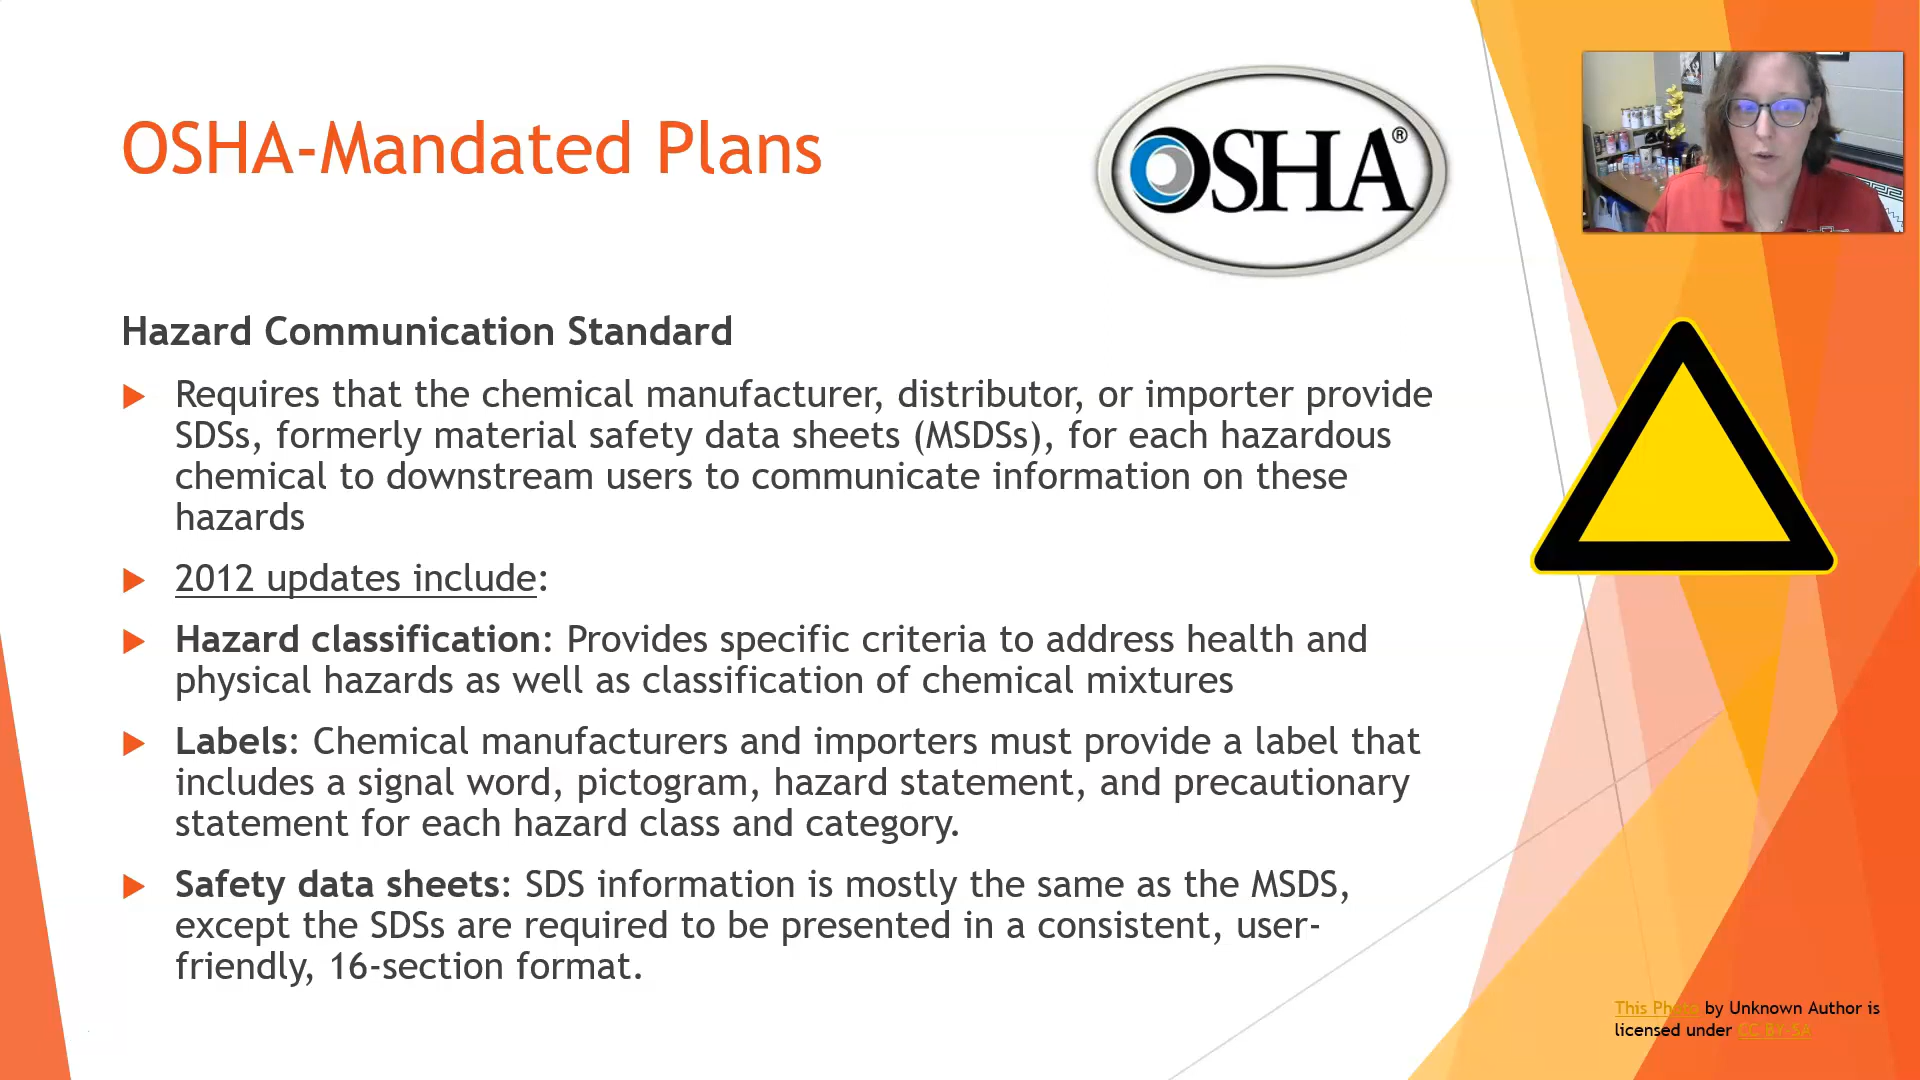 OSHA-Mandated Plans
OSHA®
Hazard Communication Standard
Requires that the chemical manufacturer, distributor, or importer provide
SDSs, formerly material safety data sheets (MSDSs), for each hazardous
chemical to downstream users to communicate information on these
hazards
2012 updates include:
Hazard classification: Provides specific criteria to address health and
physical hazards as well as classification of chemical mixtures
Labels: Chemical manufacturers and importers must provide a label that
includes a signal word, pictogram, hazard statement, and precautionary
statement for each hazard class and category.
Safety data sheets: SDS information is mostly the same as the MSDS,
except the SDSs are required to be presented in a consistent, user-
friendly, 16-section format.
This Photo by Unknown Author is
licensed under CC BY-SA